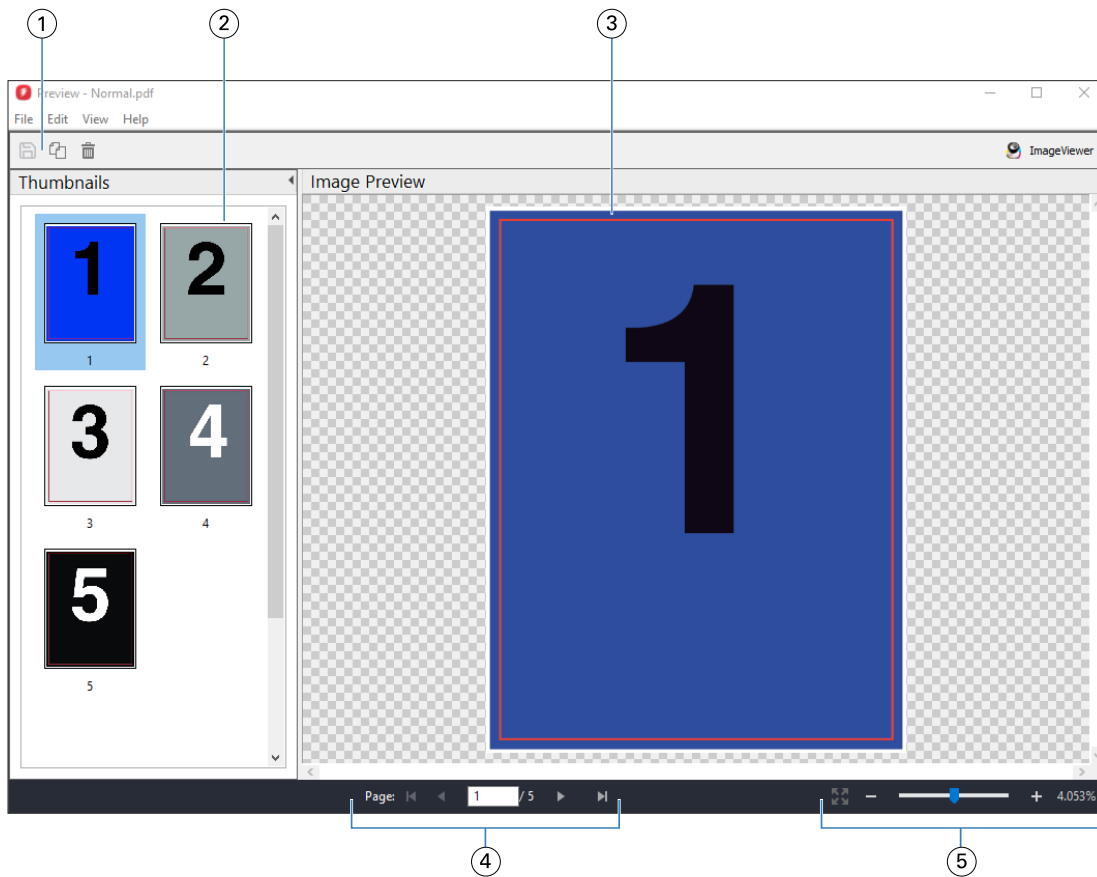 1 2 3
Preview - Normal.pdf
File Edit View Help
ImageViewer
Thumbnails
Image Preview
1 2
1 2
3 4
3 4
5
5
1
Page: 1 / 5
4.053%
4 5